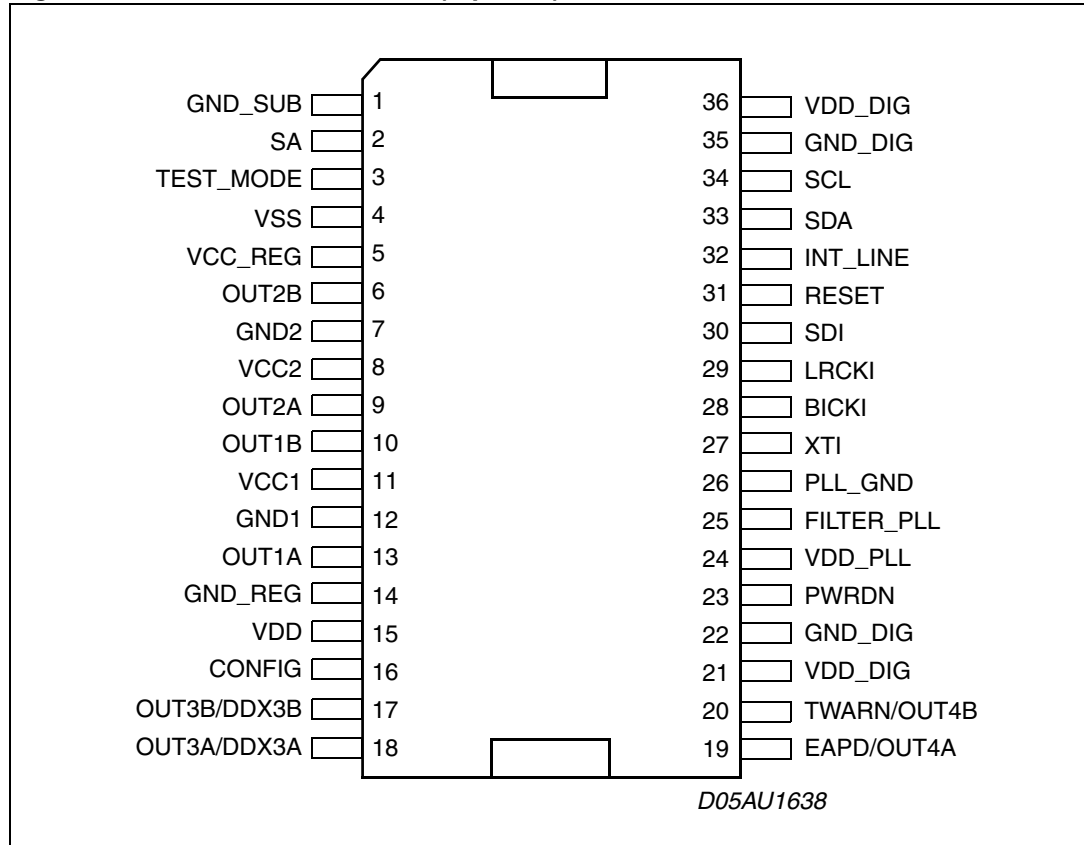 GND_SUB 1 36 VDD_DIG
SA 2 35 GND_DIG
TEST_MODE 3 34 SCL
VSS 4 33 SDA
VCC_REG 5 32 INT_LINE
OUT2B 6 31 RESET
GND2 7 30 SDI
VCC2 8 29 LRCKI
OUT2A 9 28 BICKI
OUT1B 10 27 XTI
VCC1 11 26 PLL_GND
GND1 12 25 FILTER_PLL
OUT1A 13 24 VDD_PLL
GND_REG 14 23 PWRDN
VDD 15 22 GND_DIG
CONFIG 16 21 VDD_DIG
OUT3B/DDX3B 17 20 TWARN/OUT4B
OUT3A/DDX3A 18 19 EAPD/OUT4A
D05AU1638